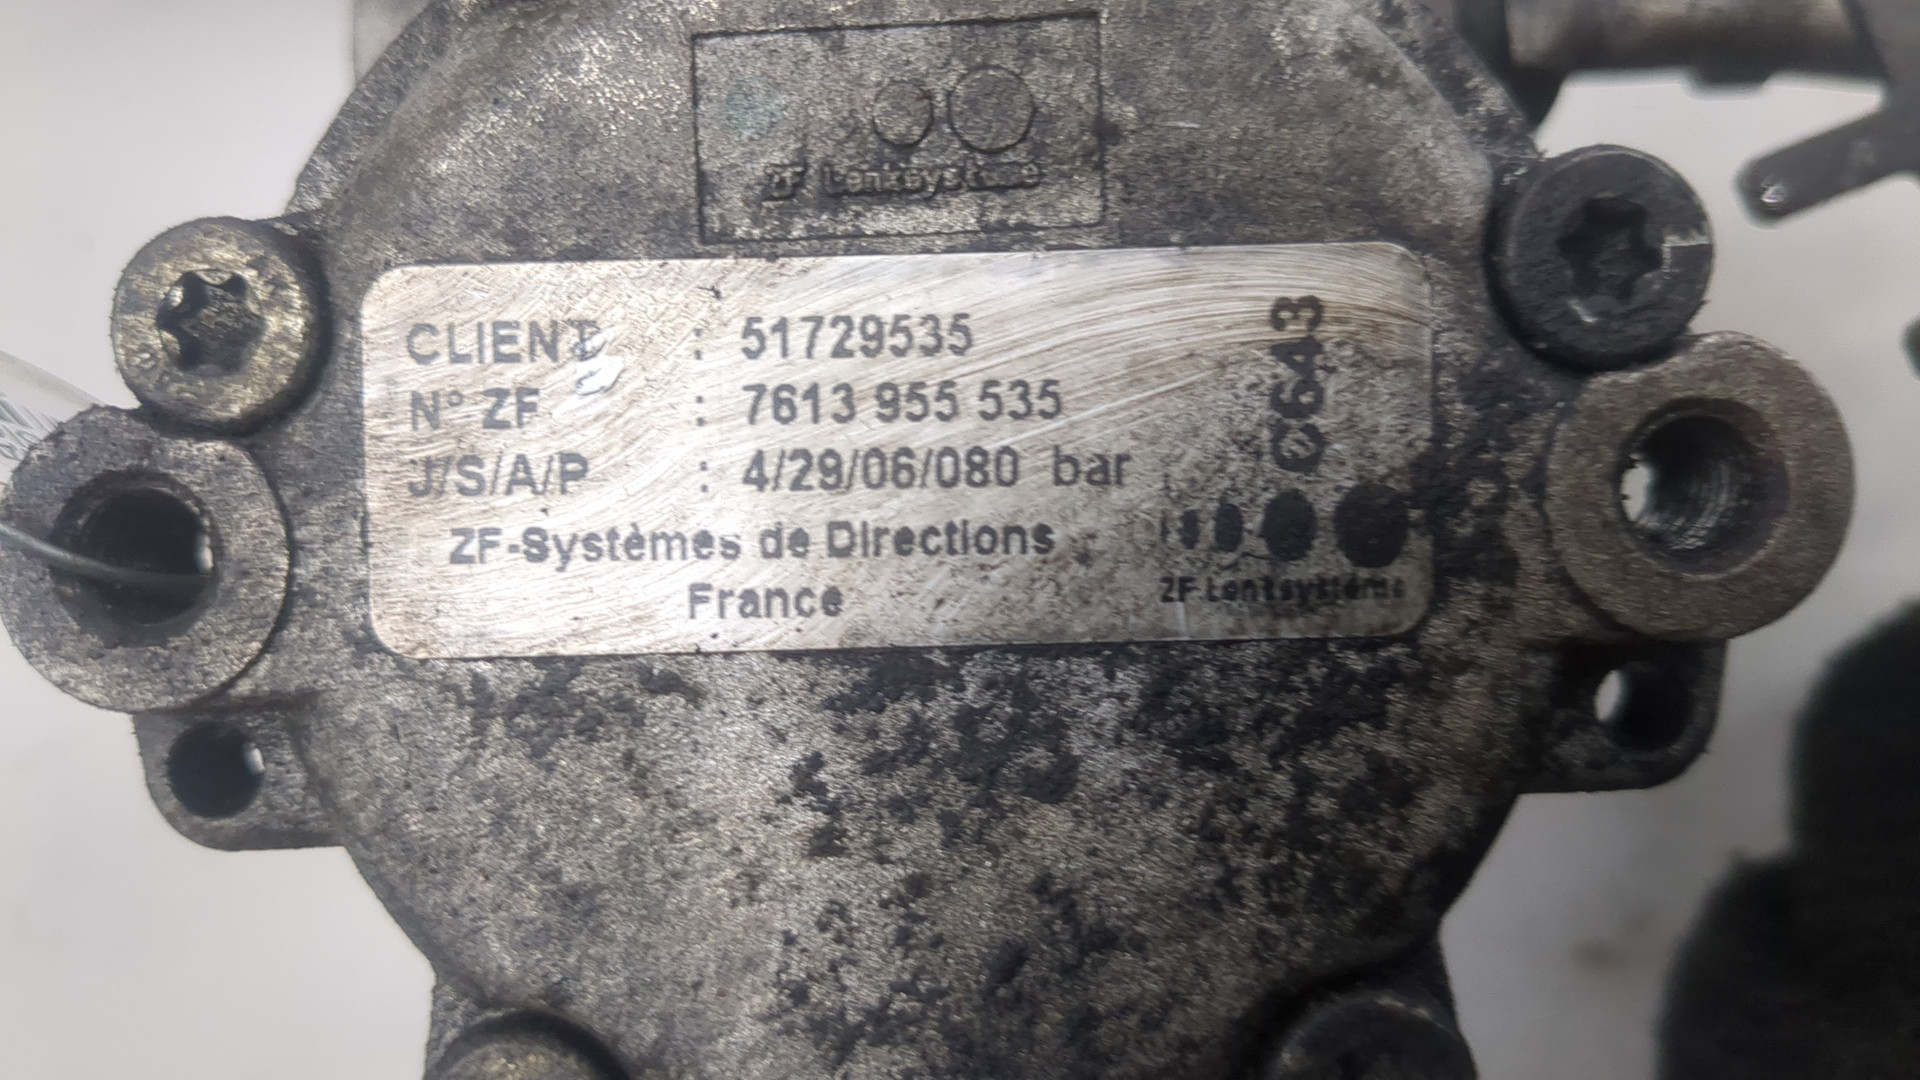 ZF Lenksysteme
CLIENT : 51729535
N° ZF : 7613 955 535
J/S/A/P : 4/29/06/080 bar
ZF-Systèmes de Directions
France
C643
ZF Lenksysteme